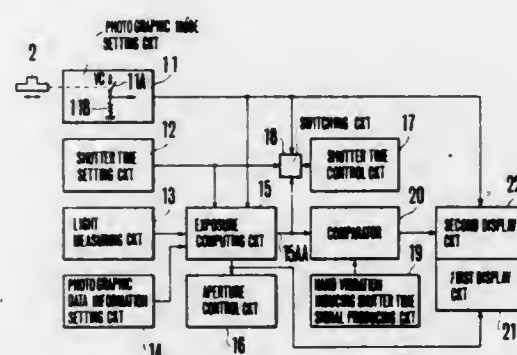 PHOTOGRAPHIC MODE
SETTING CKT
2
VC
11A
11B
11
12
SHUTTER TIME
SETTING CKT
SWITCHING CKT
18
17
SHUTTER TIME
CONTROL CKT
13
LIGHT
MEASURING CKT
15
EXPOSURE
COMPUTING CKT
15AA
20
COMPARATOR
22
SECOND DISPLAY
CKT
PHOTOGRAPHIC
DATA INFORMATION
SETTING CKT
14
APERTURE
CONTROL CKT
16
19
HAND VIBRATION
INDUCING SHUTTER TIME
SIGNAL PRODUCING CKT
FIRST DISPLAY
CKT
21